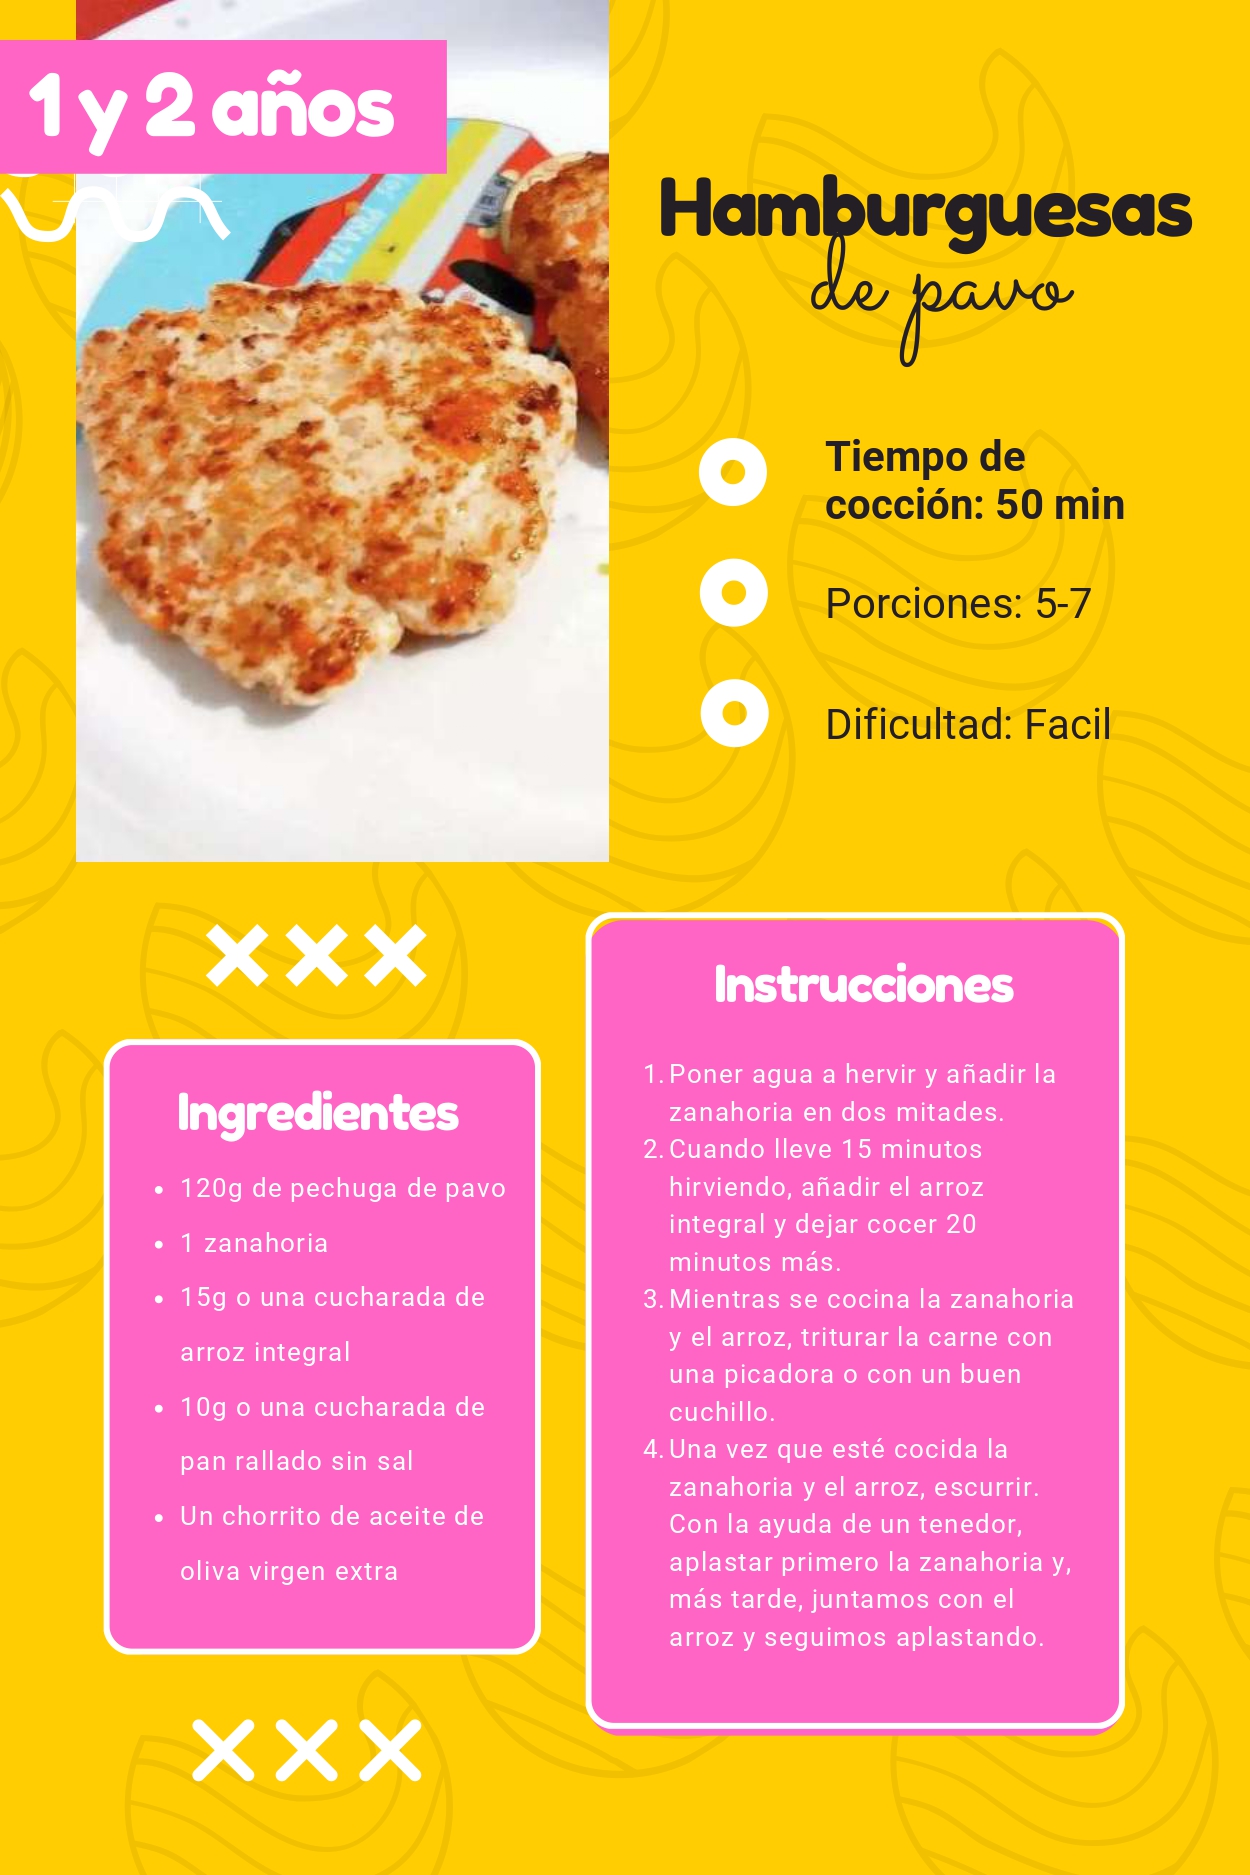 1 y 2 años
Hamburguesas
de pavo
Tiempo de
cocción: 50 min
Porciones: 5-7
Dificultad: Facil
Ingredientes
• 120g de pechuga de pavo
• 1 zanahoria
• 15g o una cucharada de
arroz integral
• 10g o una cucharada de
pan rallado sin sal
• Un chorrito de aceite de
oliva virgen extra
Instrucciones
1. Poner agua a hervir y añadir la
zanahoria en dos mitades.
2. Cuando lleve 15 minutos
hirviendo, añadir el arroz
integral y dejar cocer 20
minutos más.
3. Mientras se cocina la zanahoria
y el arroz, triturar la carne con
una picadora o con un buen
cuchillo.
4. Una vez que esté cocida la
zanahoria y el arroz, escurrir.
Con la ayuda de un tenedor,
aplastar primero la zanahoria y,
más tarde, juntamos con el
arroz y seguimos aplastando.